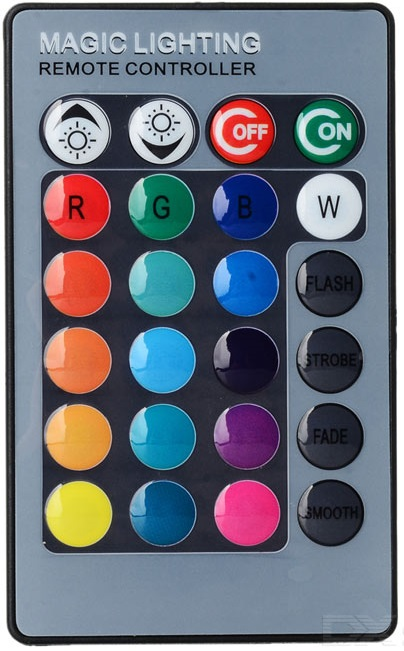 MAGIC LIGHTING
REMOTE CONTROLLER
OFF ON
R G B W
FLASH
STROBE
FADE
SMOOTH